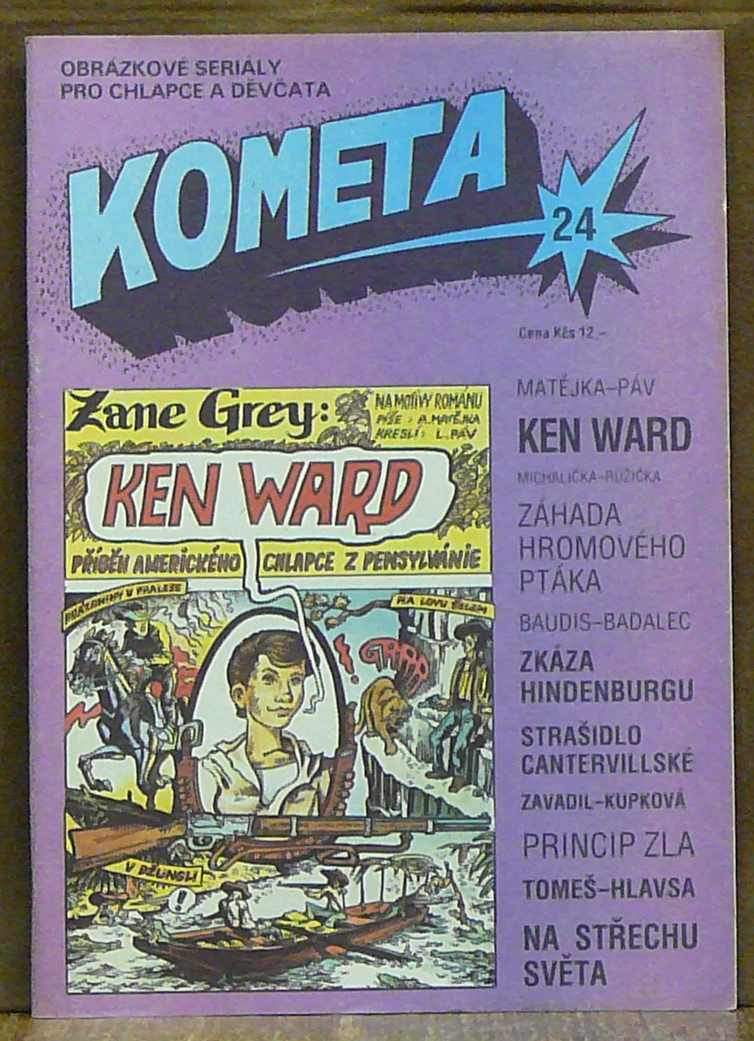 OBRÁZKOVÉ SERIÁLY
PRO CHLAPCE A DĚVČATA
KOMETA
24
Cena Kčs 12,–
Zane Grey:
NA MOTIVY ROMÁNU
PÍŠE : A. MATĚJKA
KRESLÍ : L. PÁV
KEN WARD
PŘÍBĚH AMERICKÉHO CHLAPCE Z PENSYLVÁNIE
V PRALESE
NA LOVU
GRRR
V DŽUNGLI
!
MATĚJKA–PÁV
KEN WARD
MICHALIČKA–RŮŽIČKA
ZÁHADA
HROMOVÉHO
PTÁKA
BAUDIS–BADALEC
ZKÁZA
HINDENBURGU
STRAŠIDLO
CANTERVILLSKÉ
ZAVADIL–KUPKOVÁ
PRINCIP ZLA
TOMEŠ–HLAVSA
NA STŘECHU
SVĚTA